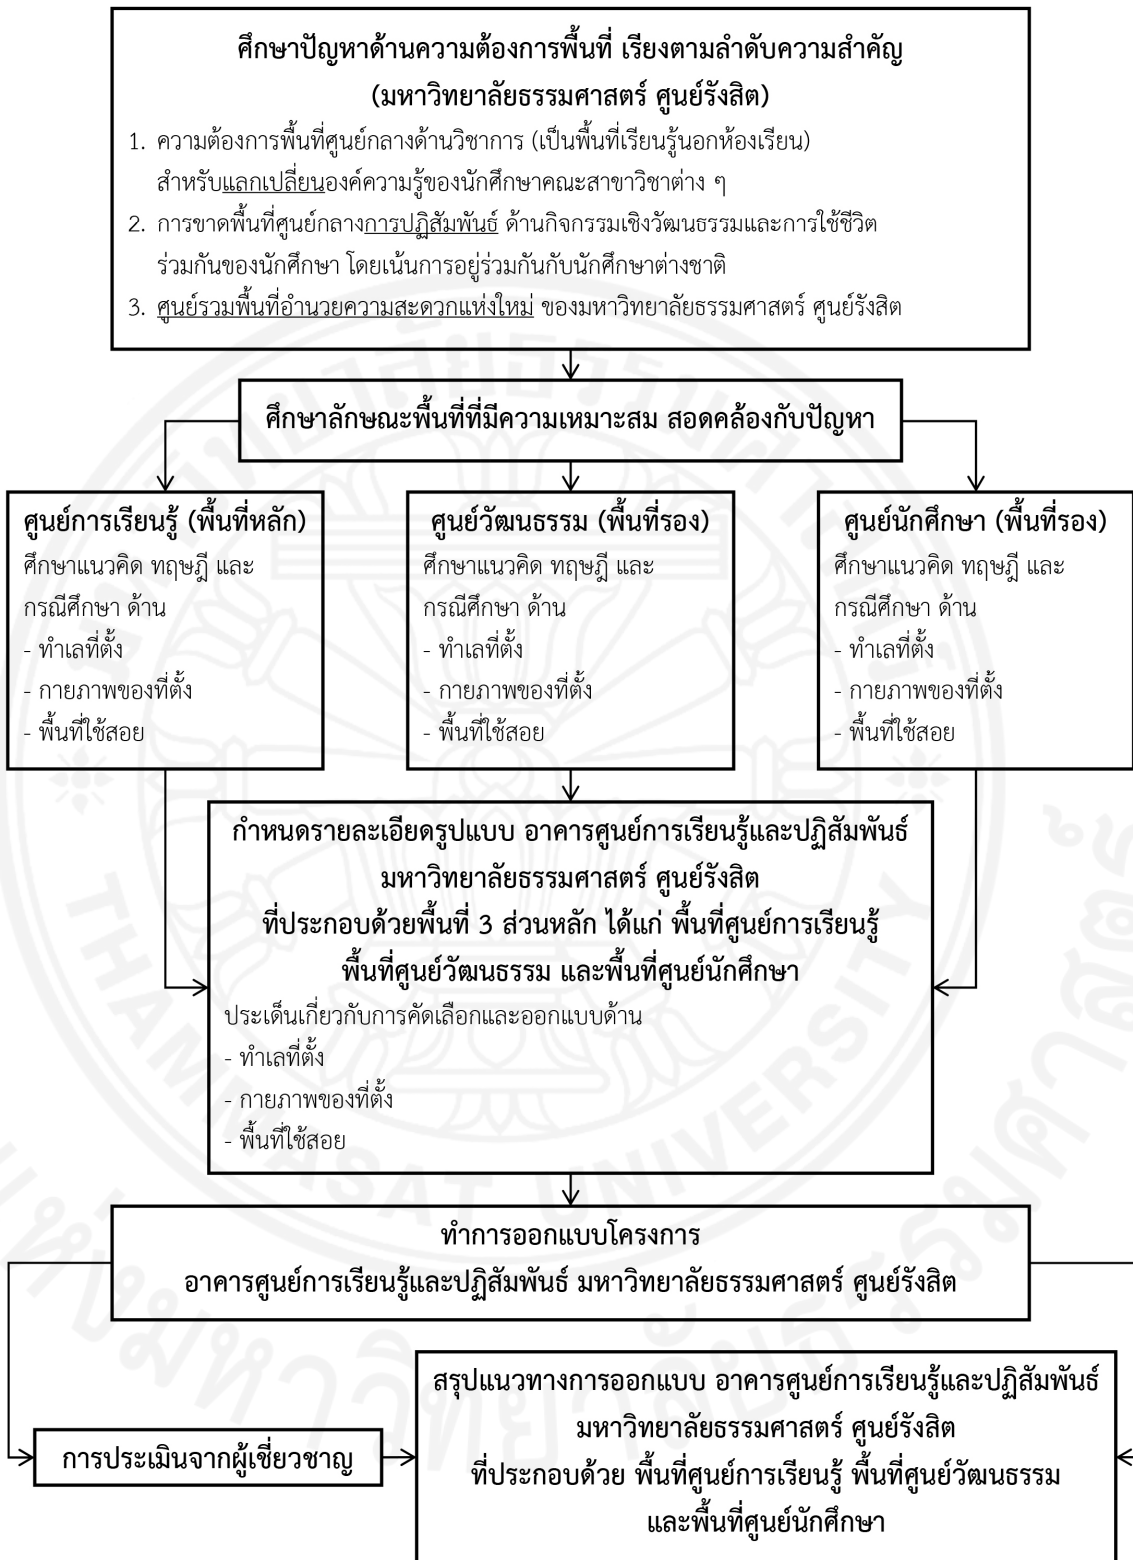 ศึกษาปัญหาด้านความต้องการพื้นที่ เรียงตามลำดับความสำคัญ
(มหาวิทยาลัยธรรมศาสตร์ ศูนย์รังสิต)
1. ความต้องการพื้นที่ศูนย์กลางด้านวิชาการ (เป็นพื้นที่เรียนรู้นอกห้องเรียน)
สำหรับแลกเปลี่ยนองค์ความรู้ของนักศึกษาคณะสาขาวิชาต่าง ๆ
2. การขาดพื้นที่ศูนย์กลางการปฏิสัมพันธ์ ด้านกิจกรรมเชิงวัฒนธรรมและการใช้ชีวิต
ร่วมกันของนักศึกษา โดยเน้นการอยู่ร่วมกันกับนักศึกษาต่างชาติ
3. ศูนย์รวมพื้นที่อำนวยความสะดวกแห่งใหม่ ของมหาวิทยาลัยธรรมศาสตร์ ศูนย์รังสิต
ศึกษาลักษณะพื้นที่ที่มีความเหมาะสม สอดคล้องกับปัญหา
ศูนย์การเรียนรู้ (พื้นที่หลัก)
ศึกษาแนวคิด ทฤษฎี และ
กรณีศึกษา ด้าน
- ทำเลที่ตั้ง
- กายภาพของที่ตั้ง
- พื้นที่ใช้สอย
ศูนย์วัฒนธรรม (พื้นที่รอง)
ศึกษาแนวคิด ทฤษฎี และ
กรณีศึกษา ด้าน
- ทำเลที่ตั้ง
- กายภาพของที่ตั้ง
- พื้นที่ใช้สอย
ศูนย์นักศึกษา (พื้นที่รอง)
ศึกษาแนวคิด ทฤษฎี และ
กรณีศึกษา ด้าน
- ทำเลที่ตั้ง
- กายภาพของที่ตั้ง
- พื้นที่ใช้สอย
กำหนดรายละเอียดรูปแบบ อาคารศูนย์การเรียนรู้และปฏิสัมพันธ์
มหาวิทยาลัยธรรมศาสตร์ ศูนย์รังสิต
ที่ประกอบด้วยพื้นที่ 3 ส่วนหลัก ได้แก่ พื้นที่ศูนย์การเรียนรู้
พื้นที่ศูนย์วัฒนธรรม และพื้นที่ศูนย์นักศึกษา
ประเด็นเกี่ยวกับการคัดเลือกและออกแบบด้าน
- ทำเลที่ตั้ง
- กายภาพของที่ตั้ง
- พื้นที่ใช้สอย
ทำการออกแบบโครงการ
อาคารศูนย์การเรียนรู้และปฏิสัมพันธ์ มหาวิทยาลัยธรรมศาสตร์ ศูนย์รังสิต
การประเมินจากผู้เชี่ยวชาญ
สรุปแนวทางการออกแบบ อาคารศูนย์การเรียนรู้และปฏิสัมพันธ์
มหาวิทยาลัยธรรมศาสตร์ ศูนย์รังสิต
ที่ประกอบด้วย พื้นที่ศูนย์การเรียนรู้ พื้นที่ศูนย์วัฒนธรรม
และพื้นที่ศูนย์นักศึกษา
THAMMASAT UNIVERSITY